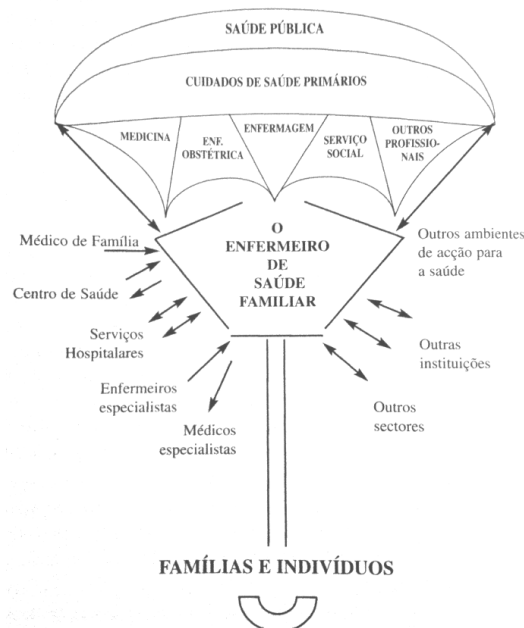 SAÚDE PÚBLICA
CUIDADOS DE SAÚDE PRIMÁRIOS
MEDICINA
ENF.
OBSTÉTRICA
ENFERMAGEM
SERVIÇO
SOCIAL
OUTROS
PROFISSIO-
NAIS
O
ENFERMEIRO
DE
SAÚDE
FAMILIAR
Médico de Família
Centro de Saúde
Serviços
Hospitalares
Enfermeiros
especialistas
Médicos
especialistas
Outros ambientes
de acção para
a saúde
Outras
instituições
Outros
sectores
FAMÍLIAS E INDIVÍDUOS